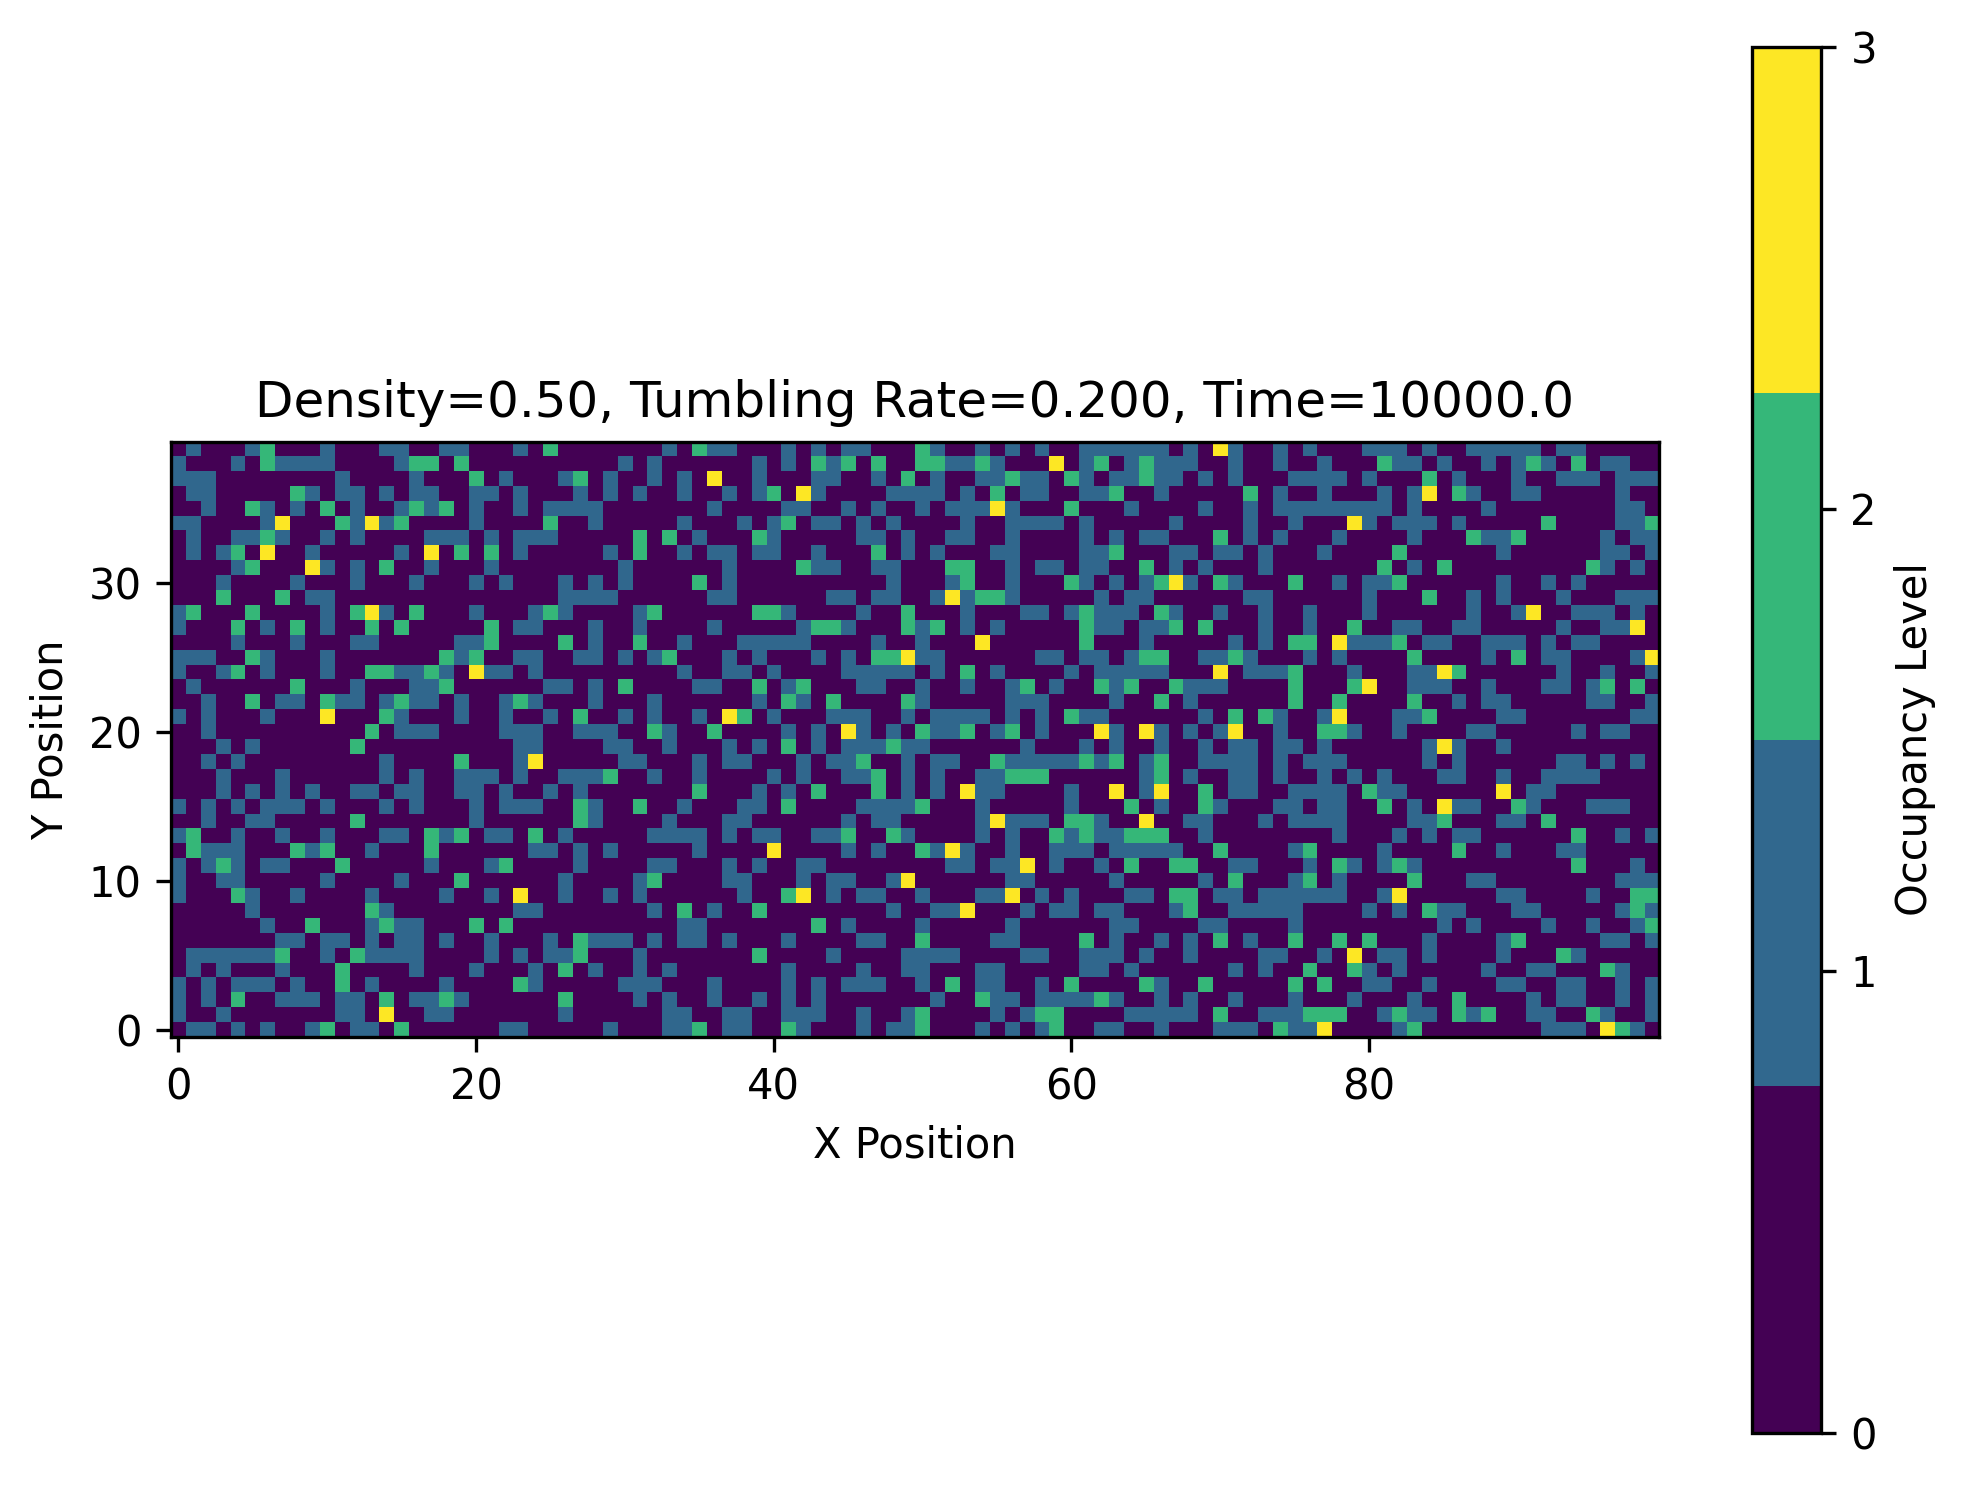 Density=0.50, Tumbling Rate=0.200, Time=10000.0
30
20
10
0
Y Position
0 20 40 60 80
X Position
3
2
1
0
Occupancy Level